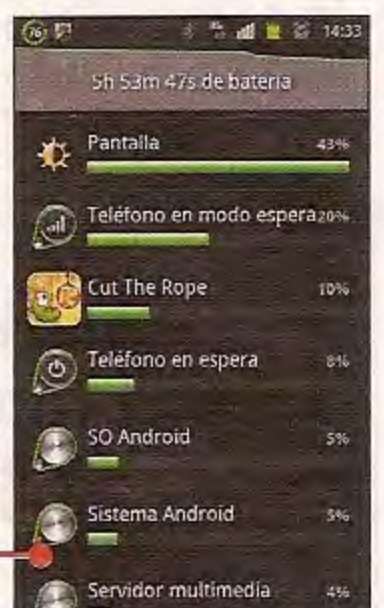 76 14:33
5h 53m 47s de batería
Pantalla 43%
Teléfono en modo espera 20%
Cut The Rope 10%
Teléfono en espera 8%
SO Android 5%
Sistema Android 5%
Servidor multimedia 4%